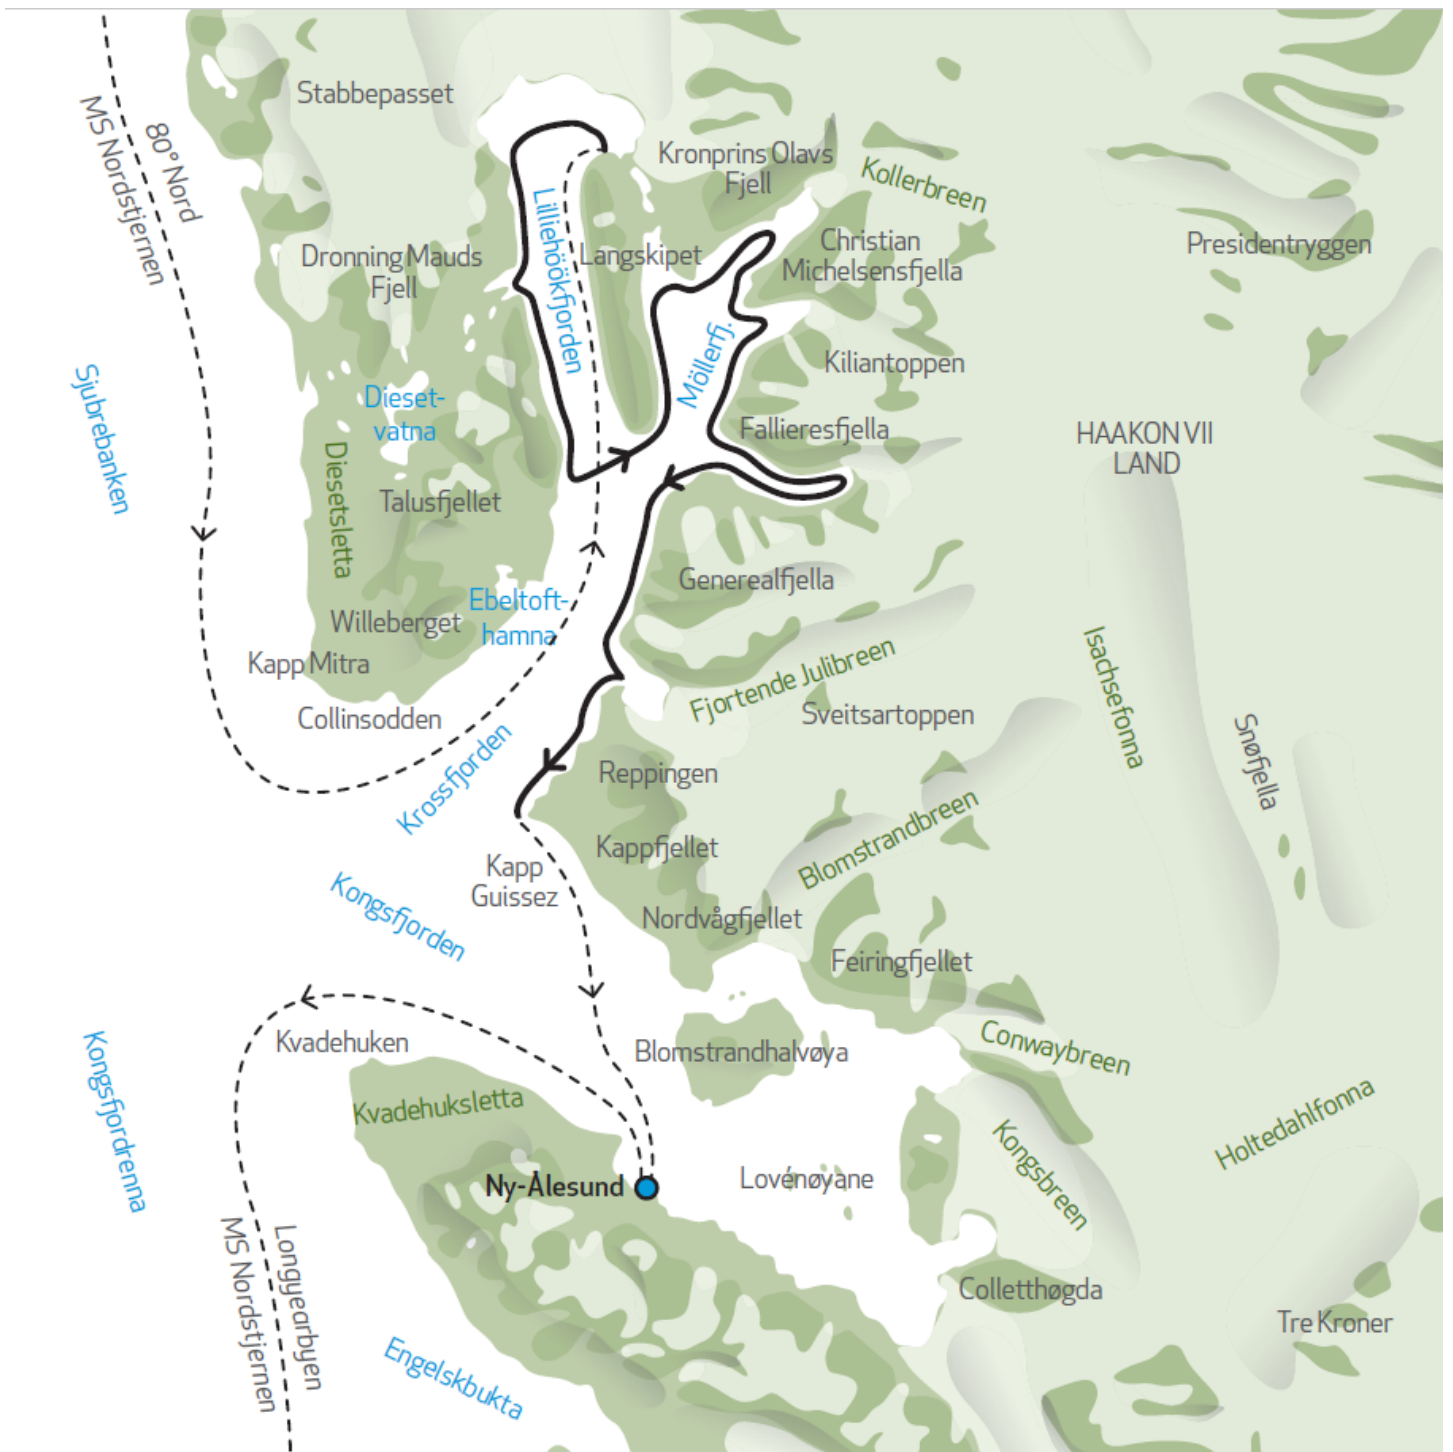 Stabbepasset
80° Nord
MS Nordstjernen
Kronprins Olavs
Fjell
Kollerbreen
Lilliehöökfjorden
Langskipet
Christian
Michelsensfjella
Presidentryggen
Dronning Mauds
Fjell
Möllerfj.
Kiliantoppen
Sjubrebanken
Dieset-
vatna
Fallieresfjella
HAAKON VII
LAND
Diesetsletta
Talusfjellet
Generealfjella
Ebeltoft-
hamna
Willeberget
Kapp Mitra
Collinsodden
Fjortende Julibreen
Sveitsartoppen
Isachsefonna
Snøfjella
Krossfjorden
Reppingen
Blomstrandbreen
Kappfjellet
Kapp
Guissez
Kongsfjorden
Nordvågfjellet
Feiringfjellet
Kvadehuken
Blomstrandhalvøya
Conwaybreen
Kongsfjordrenna
Kvadehuksletta
Holtedahlfonna
Kongsbreen
Ny-Ålesund
Lovénøyane
Longyearbyen
MS Nordstjernen
Colletthøgda
Tre Kroner
Engelskbukta